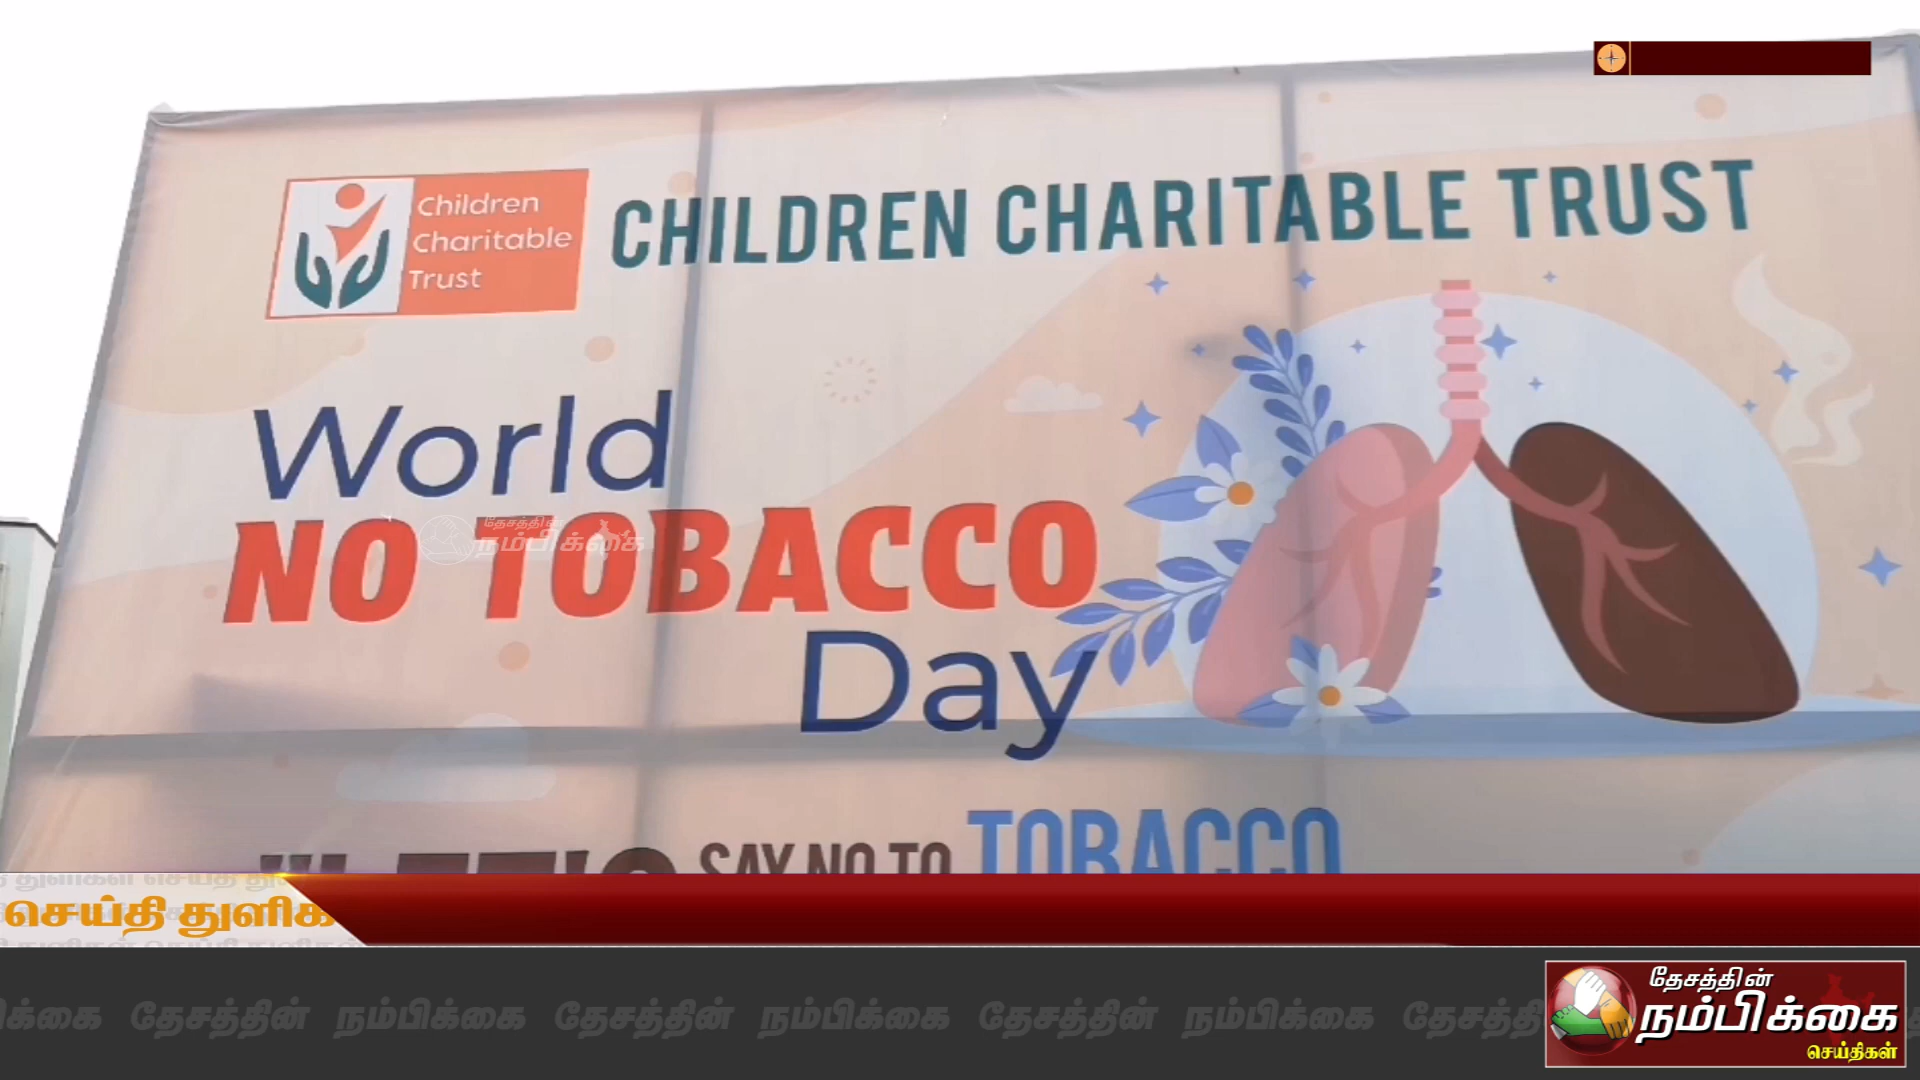 Children
Charitable
Trust
CHILDREN CHARITABLE TRUST
World
NO TOBACCO
Day
தேசத்தின்
நம்பிக்கை
SAY NO TO TOBACCO
செய்தி துளிக
தேசத்தின் நம்பிக்கை தேசத்தின் நம்பிக்கை தேசத்தின் நம்பிக்கை
தேசத்தின்
நம்பிக்கை
செய்திகள்